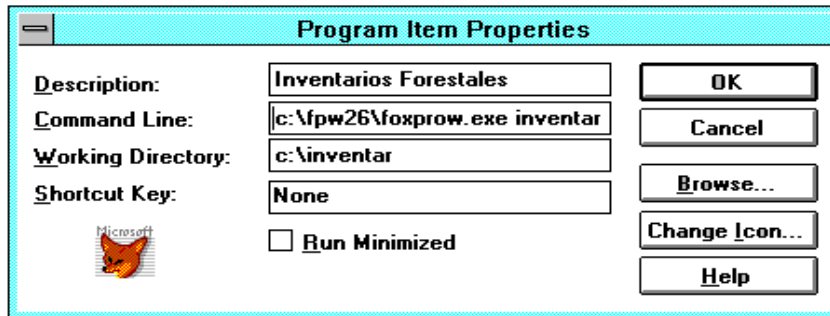 Program Item Properties
Description: Inventarios Forestales OK
Command Line: c:\fpw26\foxprow.exe inventar Cancel
Working Directory: c:\inventar
Shortcut Key: None Browse...
Microsoft Run Minimized Change Icon...
Help